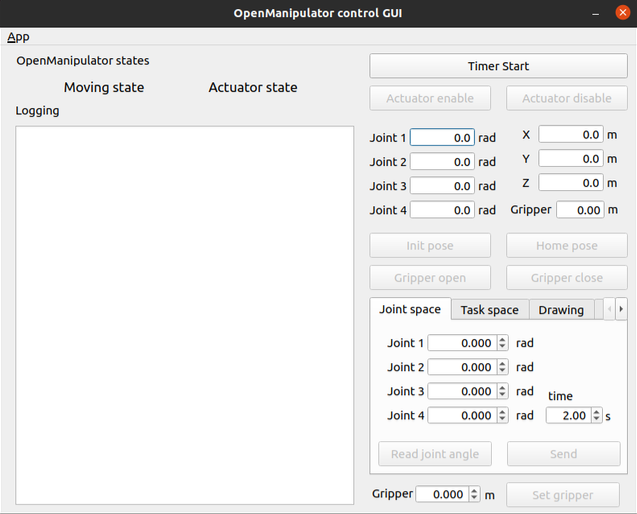 OpenManipulator control GUI
App
OpenManipulator states
Moving state Actuator state
Logging
Timer Start
Actuator enable Actuator disable
Joint 1 0.0 rad X 0.0 m
Joint 2 0.0 rad Y 0.0 m
Joint 3 0.0 rad Z 0.0 m
Joint 4 0.0 rad Gripper 0.00 m
Init pose Home pose
Gripper open Gripper close
Joint space Task space Drawing
Joint 1 0.000 rad
Joint 2 0.000 rad
Joint 3 0.000 rad time
Joint 4 0.000 rad 2.00 s
Read joint angle Send
Gripper 0.000 m Set gripper